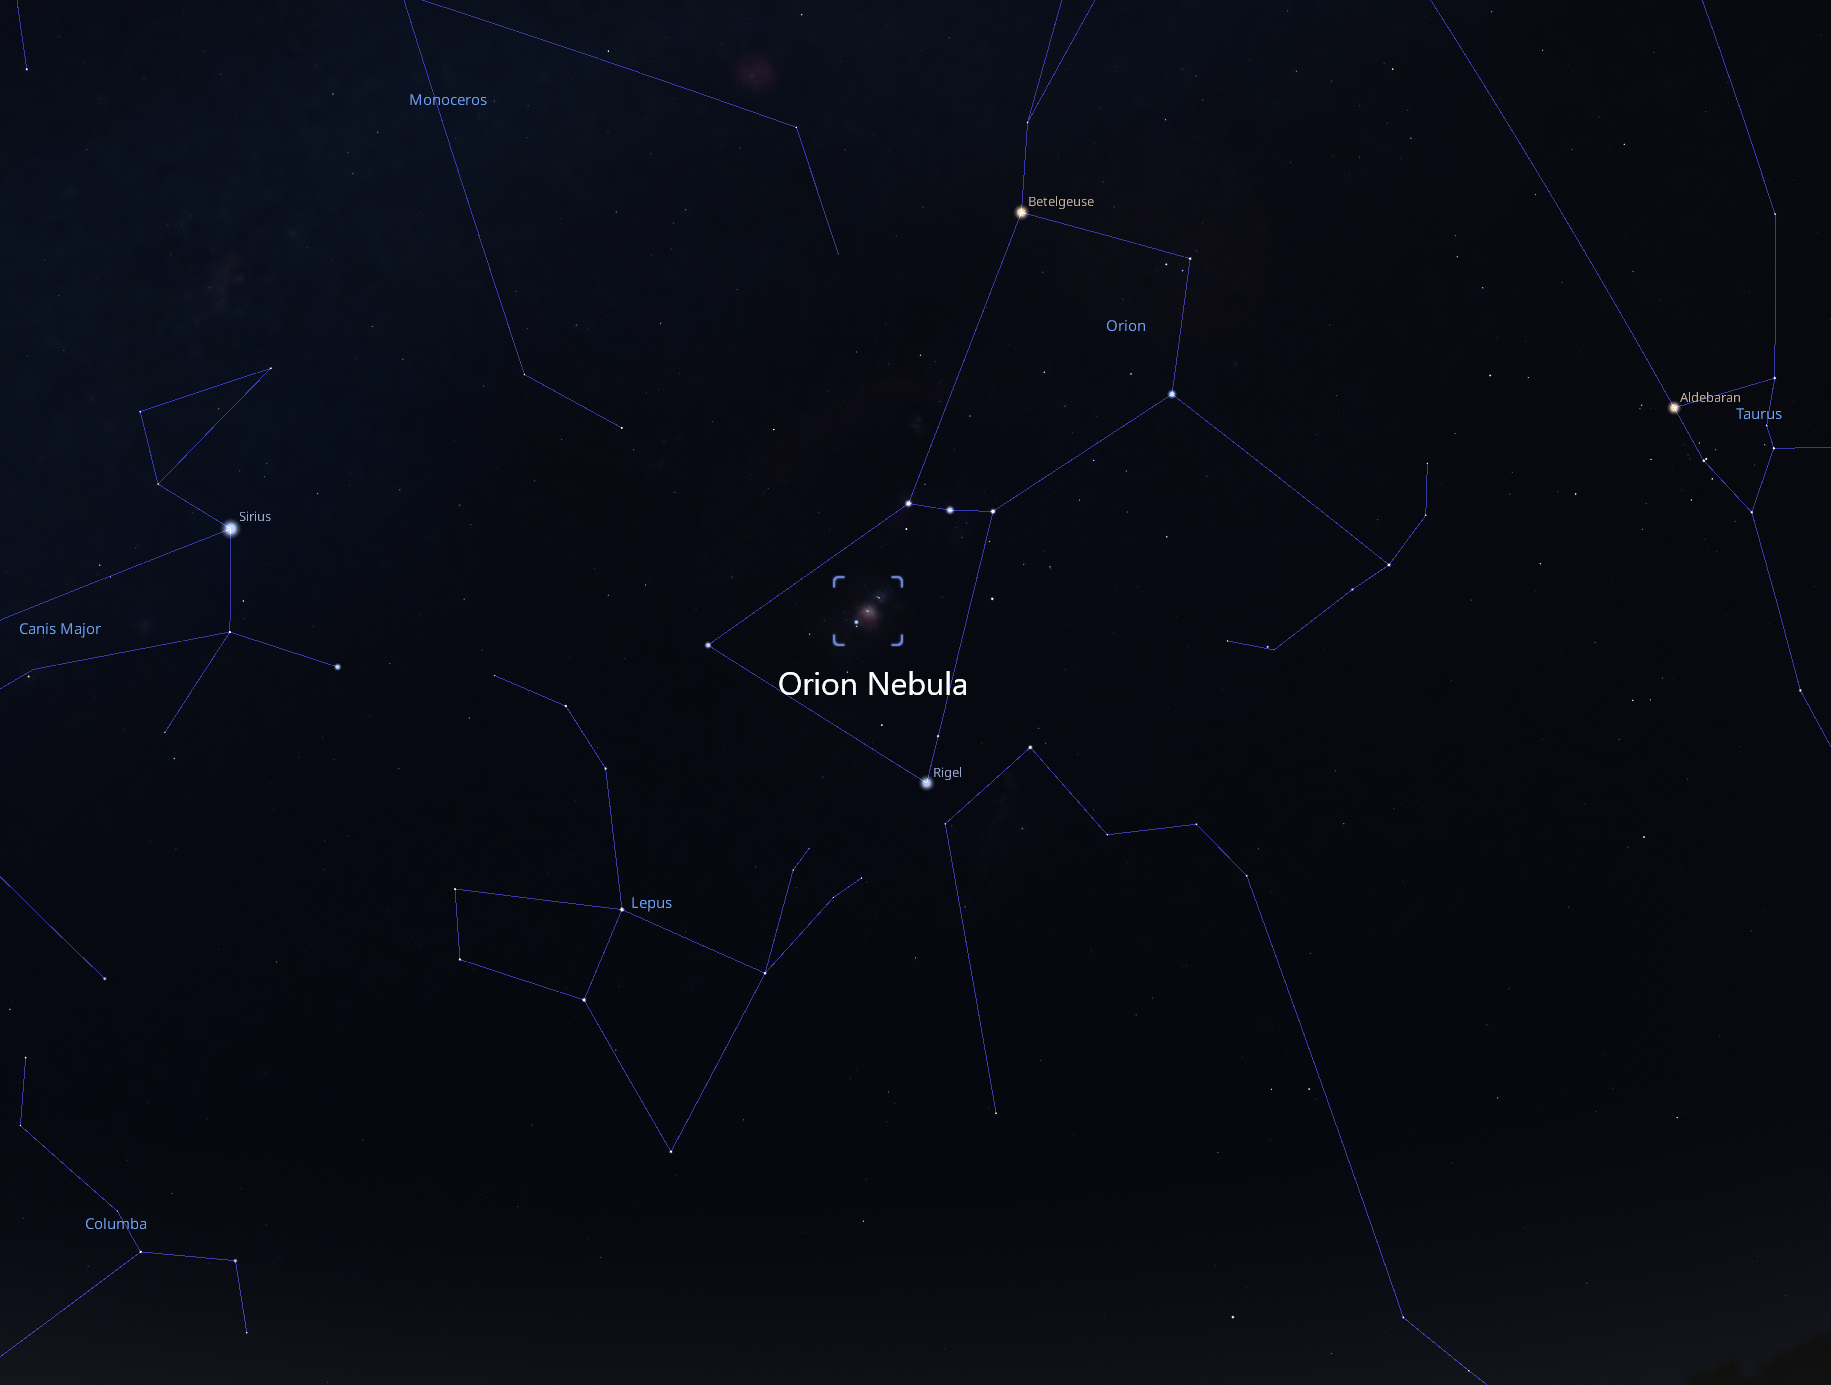 Monoceros
Betelgeuse
Orion
Aldebaran
Taurus
Sirius
Canis Major
Orion Nebula
Rigel
Lepus
Columba